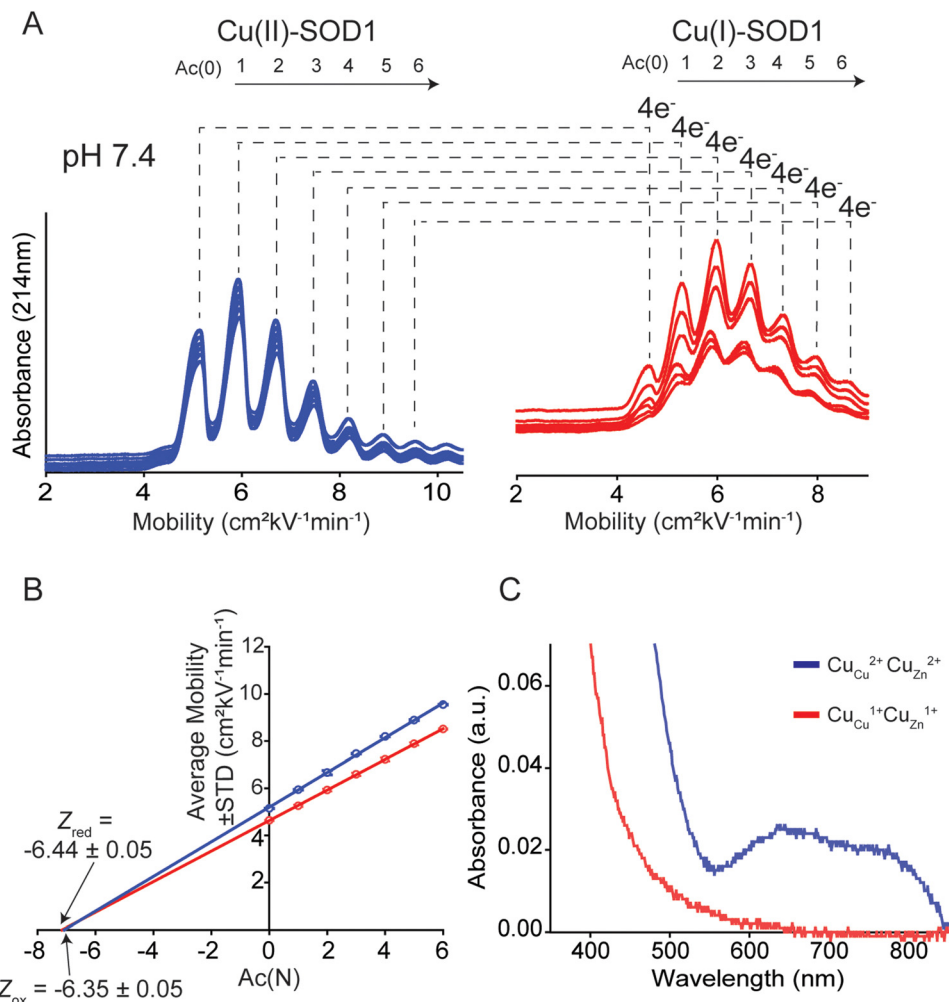 A
Cu(II)-SOD1
Ac(0) 1 2 3 4 5 6
Cu(I)-SOD1
Ac(0) 1 2 3 4 5 6
4e⁻
4e⁻
4e⁻
4e⁻
4e⁻
4e⁻
4e⁻
pH 7.4
Absorbance (214nm)
2 4 6 8 10
Mobility (cm²kV⁻¹min⁻¹)
2 4 6 8
Mobility (cm²kV⁻¹min⁻¹)
B
Average Mobility
±STD (cm²kV⁻¹min⁻¹)
12
10
8
6
4
2
Z_red =
-6.44 ± 0.05
-8 -6 -4 -2 0 2 4 6
Ac(N)
Z_ox = -6.35 ± 0.05
C
Absorbance (a.u.)
0.06
0.04
0.02
0.00
400 500 600 700 800
Wavelength (nm)
Cu_Cu²⁺ Cu_Zn²⁺
Cu_Cu¹⁺Cu_Zn¹⁺